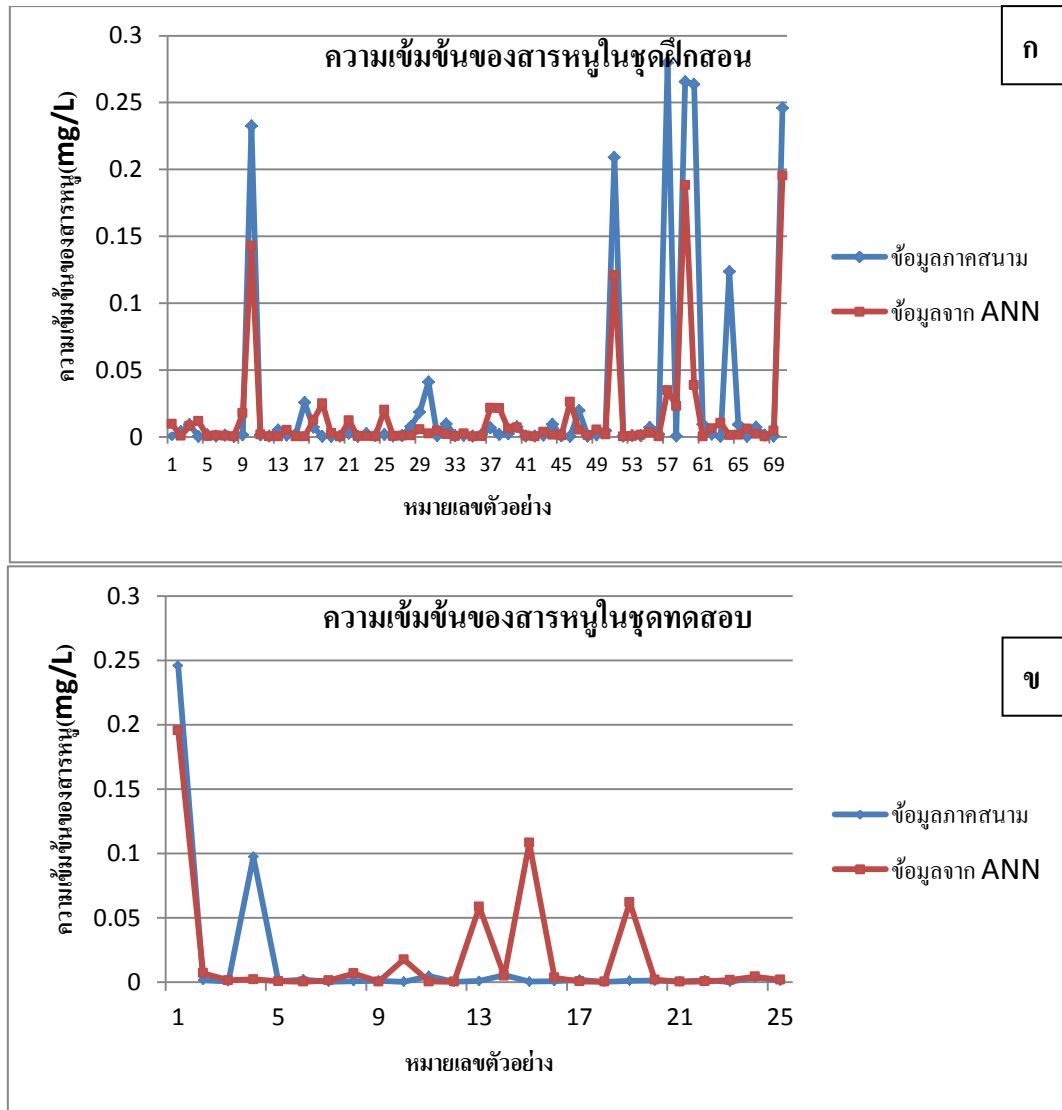 ความเข้มข้นของสารหนูในชุดฝึกสอน
ก
ความเข้มข้นของสารหนู(mg/L)
0.3
0.25
0.2
0.15
0.1
0.05
0
1 5 9 13 17 21 25 29 33 37 41 45 49 53 57 61 65 69
หมายเลขตัวอย่าง
ข้อมูลภาคสนาม
ข้อมูลจาก ANN
ความเข้มข้นของสารหนูในชุดทดสอบ
ข
ความเข้มข้นของสารหนู(mg/L)
0.3
0.25
0.2
0.15
0.1
0.05
0
1 5 9 13 17 21 25
หมายเลขตัวอย่าง
ข้อมูลภาคสนาม
ข้อมูลจาก ANN